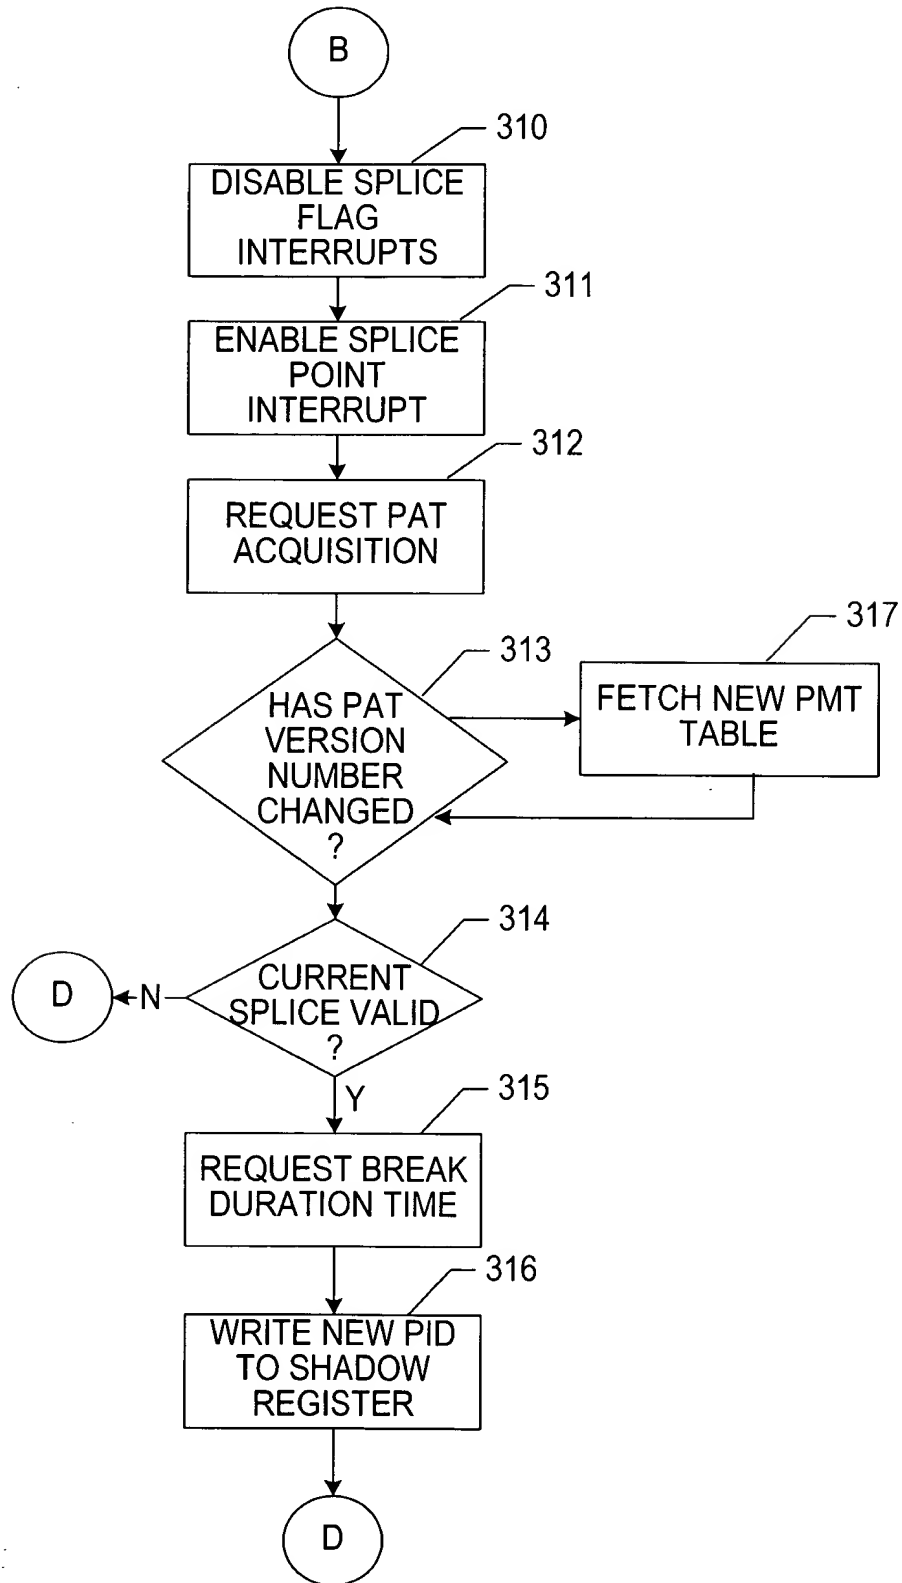 B
310
DISABLE SPLICE
FLAG
INTERRUPTS
311
ENABLE SPLICE
POINT
INTERRUPT
312
REQUEST PAT
ACQUISITION
313
HAS PAT
VERSION
NUMBER
CHANGED
?
317
FETCH NEW PMT
TABLE
314
CURRENT
SPLICE VALID
?
N
D
Y
315
REQUEST BREAK
DURATION TIME
316
WRITE NEW PID
TO SHADOW
REGISTER
D